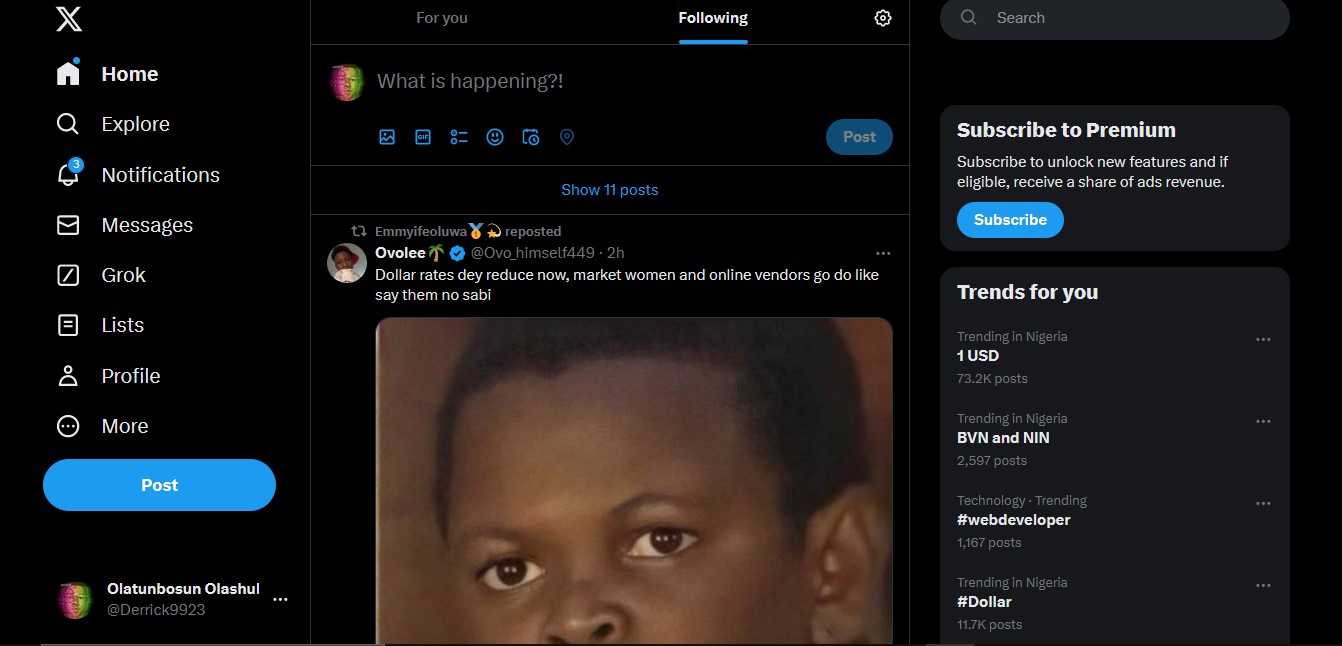 Home
Explore
3
Notifications
Messages
Grok
Lists
Profile
More
Post
Olatunbosun Olashul
@Derrick9923
For you
Following
What is happening?!
GIF
Post
Show 11 posts
Emmyifeoluwa🥇💫 reposted
Ovolee🌴 @Ovo_himself449 · 2h
Dollar rates dey reduce now, market women and online vendors go do like
say them no sabi
Search
Subscribe to Premium
Subscribe to unlock new features and if
eligible, receive a share of ads revenue.
Subscribe
Trends for you
Trending in Nigeria
1 USD
73.2K posts
Trending in Nigeria
BVN and NIN
2,597 posts
Technology · Trending
#webdeveloper
1,167 posts
Trending in Nigeria
#Dollar
11.7K posts